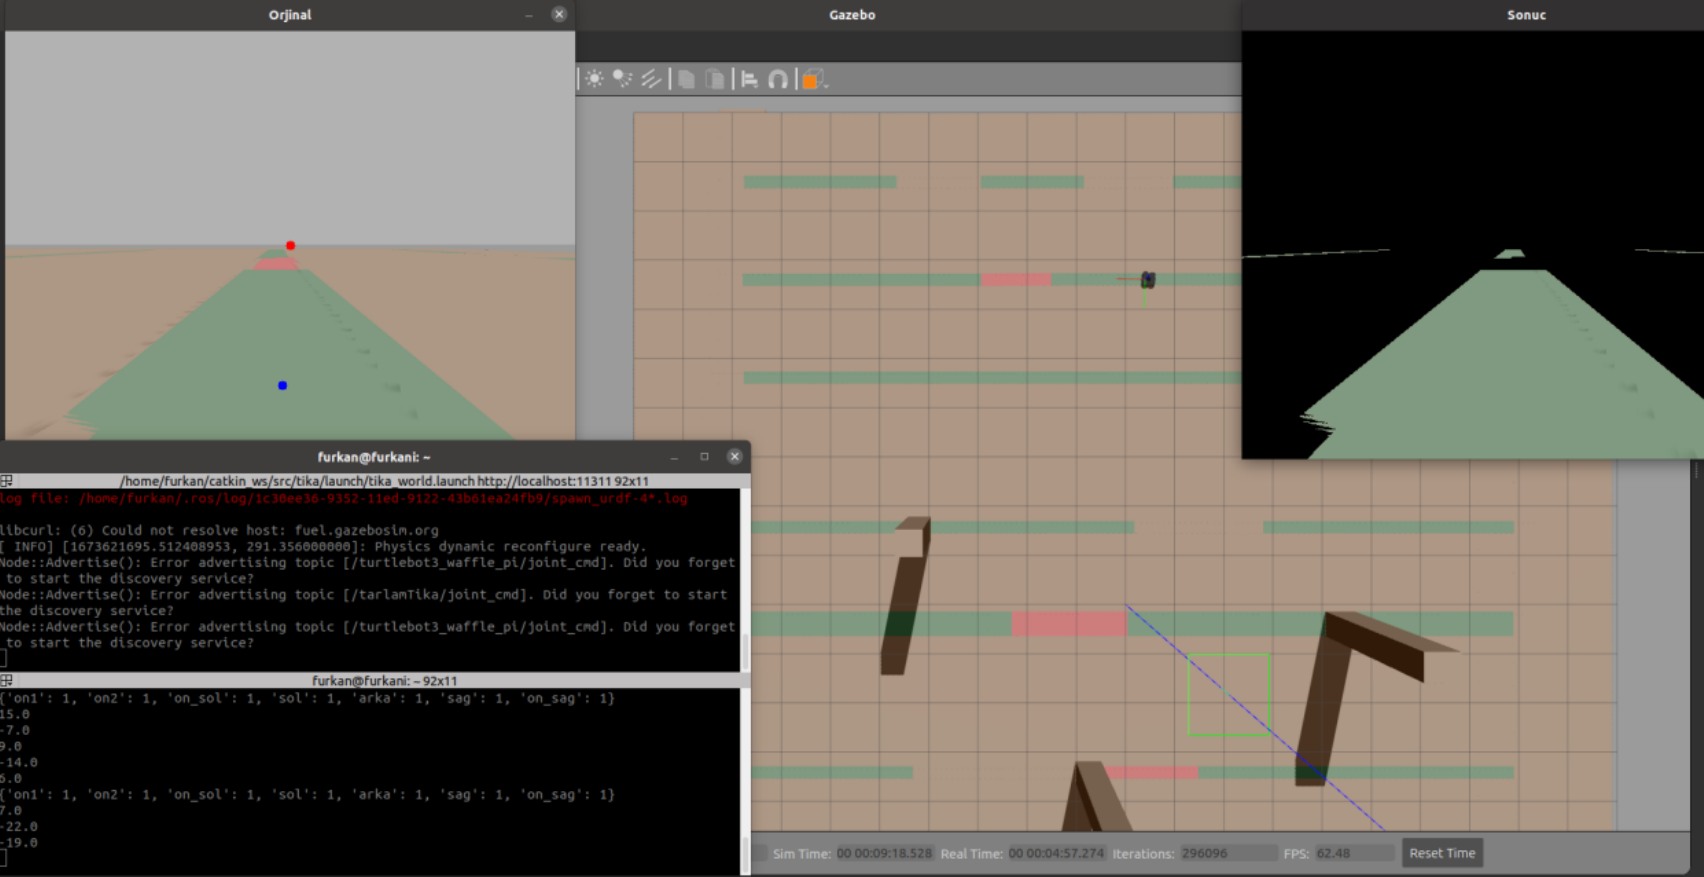 Orjinal
Gazebo
Sonuc
furkan@furkani: ~
/home/furkan/catkin_ws/src/tika/launch/tika_world.launch http://localhost:11311 92x11
log file: /home/furkan/.ros/log/1c30ee36-9352-11ed-9122-43b61ea24fb9/spawn_urdf-4*.log
libcurl: (6) Could not resolve host: fuel.gazebosim.org
[ INFO] [1673621695.512408953, 291.356000000]: Physics dynamic reconfigure ready.
Node::Advertise(): Error advertising topic [/turtlebot3_waffle_pi/joint_cmd]. Did you forget
to start the discovery service?
Node::Advertise(): Error advertising topic [/tarlamTika/joint_cmd]. Did you forget to start
the discovery service?
Node::Advertise(): Error advertising topic [/turtlebot3_waffle_pi/joint_cmd]. Did you forget
to start the discovery service?
furkan@furkani: ~ 92x11
{'on1': 1, 'on2': 1, 'on_sol': 1, 'sol': 1, 'arka': 1, 'sag': 1, 'on_sag': 1}
15.0
-7.0
9.0
-14.0
6.0
{'on1': 1, 'on2': 1, 'on_sol': 1, 'sol': 1, 'arka': 1, 'sag': 1, 'on_sag': 1}
7.0
-22.0
-19.0
Sim Time: 00 00:09:18.528 Real Time: 00 00:04:57.274 Iterations: 296096 FPS: 62.48 Reset Time